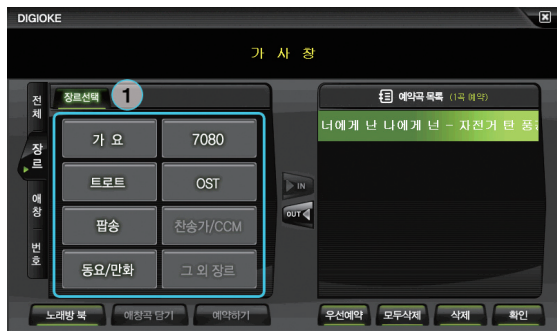 DIGIOKE
가 사 창
전체
장르
애창
번호
장르선택
1
가 요
7080
트로트
OST
팝송
찬송가/CCM
동요/만화
그 외 장르
IN
OUT
예약곡 목록 (1곡 예약)
너에게 난 나에게 넌 - 자전거 탄 풍
노래방 북
애창곡 담기
예약하기
우선예약
모두삭제
삭제
확인